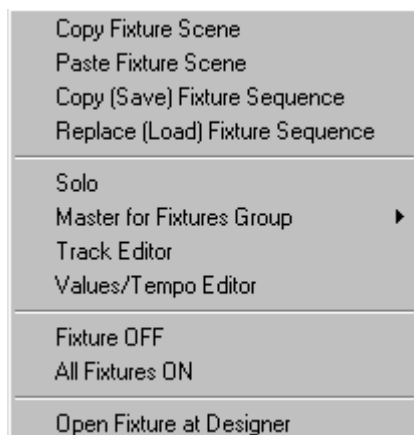 Copy Fixture Scene
Paste Fixture Scene
Copy (Save) Fixture Sequence
Replace (Load) Fixture Sequence
Solo
Master for Fixtures Group
Track Editor
Values/Tempo Editor
Fixture OFF
All Fixtures ON
Open Fixture at Designer